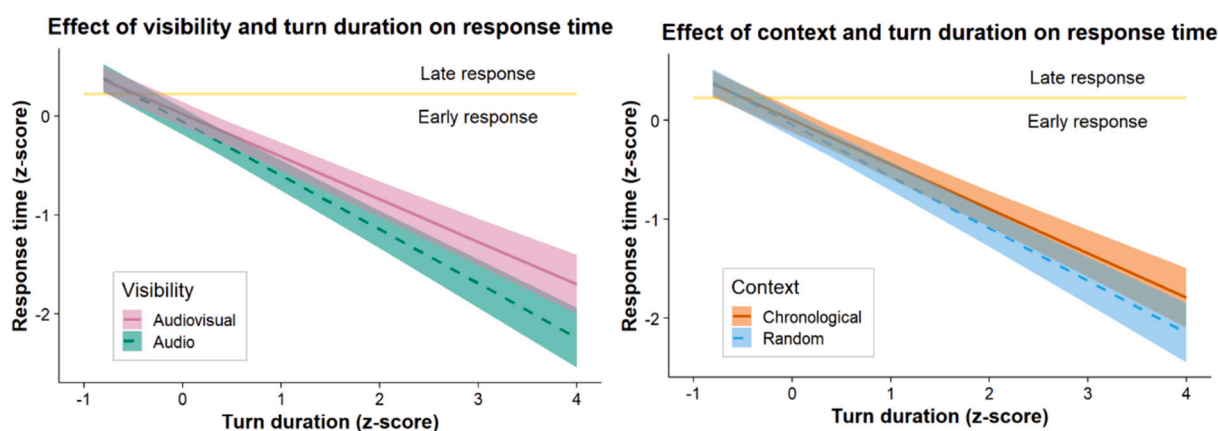 Effect of visibility and turn duration on response time
Late response
Early response
Response time (z-score)
0
-1
-2
Visibility
Audiovisual
Audio
-1 0 1 2 3 4
Turn duration (z-score)
Effect of context and turn duration on response time
Late response
Early response
Response time (z-score)
0
-1
-2
Context
Chronological
Random
-1 0 1 2 3 4
Turn duration (z-score)